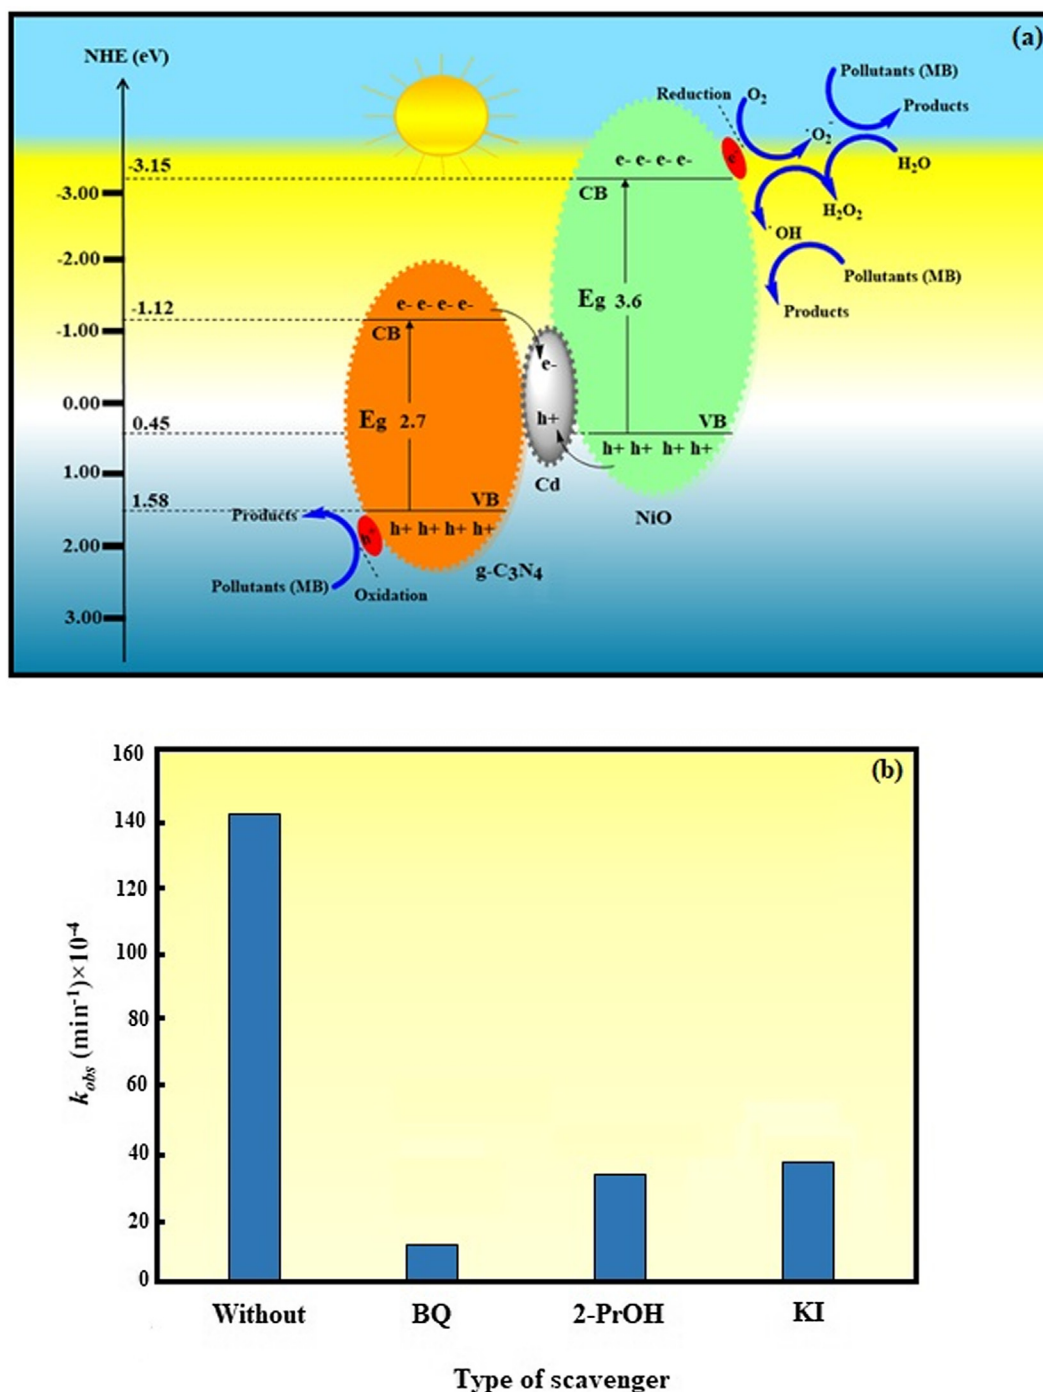 (a)
NHE (eV)
-3.15
-3.00
-2.00
-1.12
-1.00
0.00
0.45
1.00
1.58
2.00
3.00
e- e- e- e-
CB
Eg 2.7
VB
h+ h+ h+ h+
g-C₃N₄
h⁺
Products
Pollutants (MB)
Oxidation
e-
h+
Cd
e- e- e- e-
CB
Eg 3.6
VB
h+ h+ h+ h+
NiO
Reduction
O₂
·O₂⁻
Pollutants (MB)
Products
H₂O
H₂O₂
·OH
Pollutants (MB)
Products
(b)
160
140
120
100
80
60
40
20
0
k_obs (min⁻¹)×10⁻⁴
Without BQ 2-PrOH KI
Type of scavenger